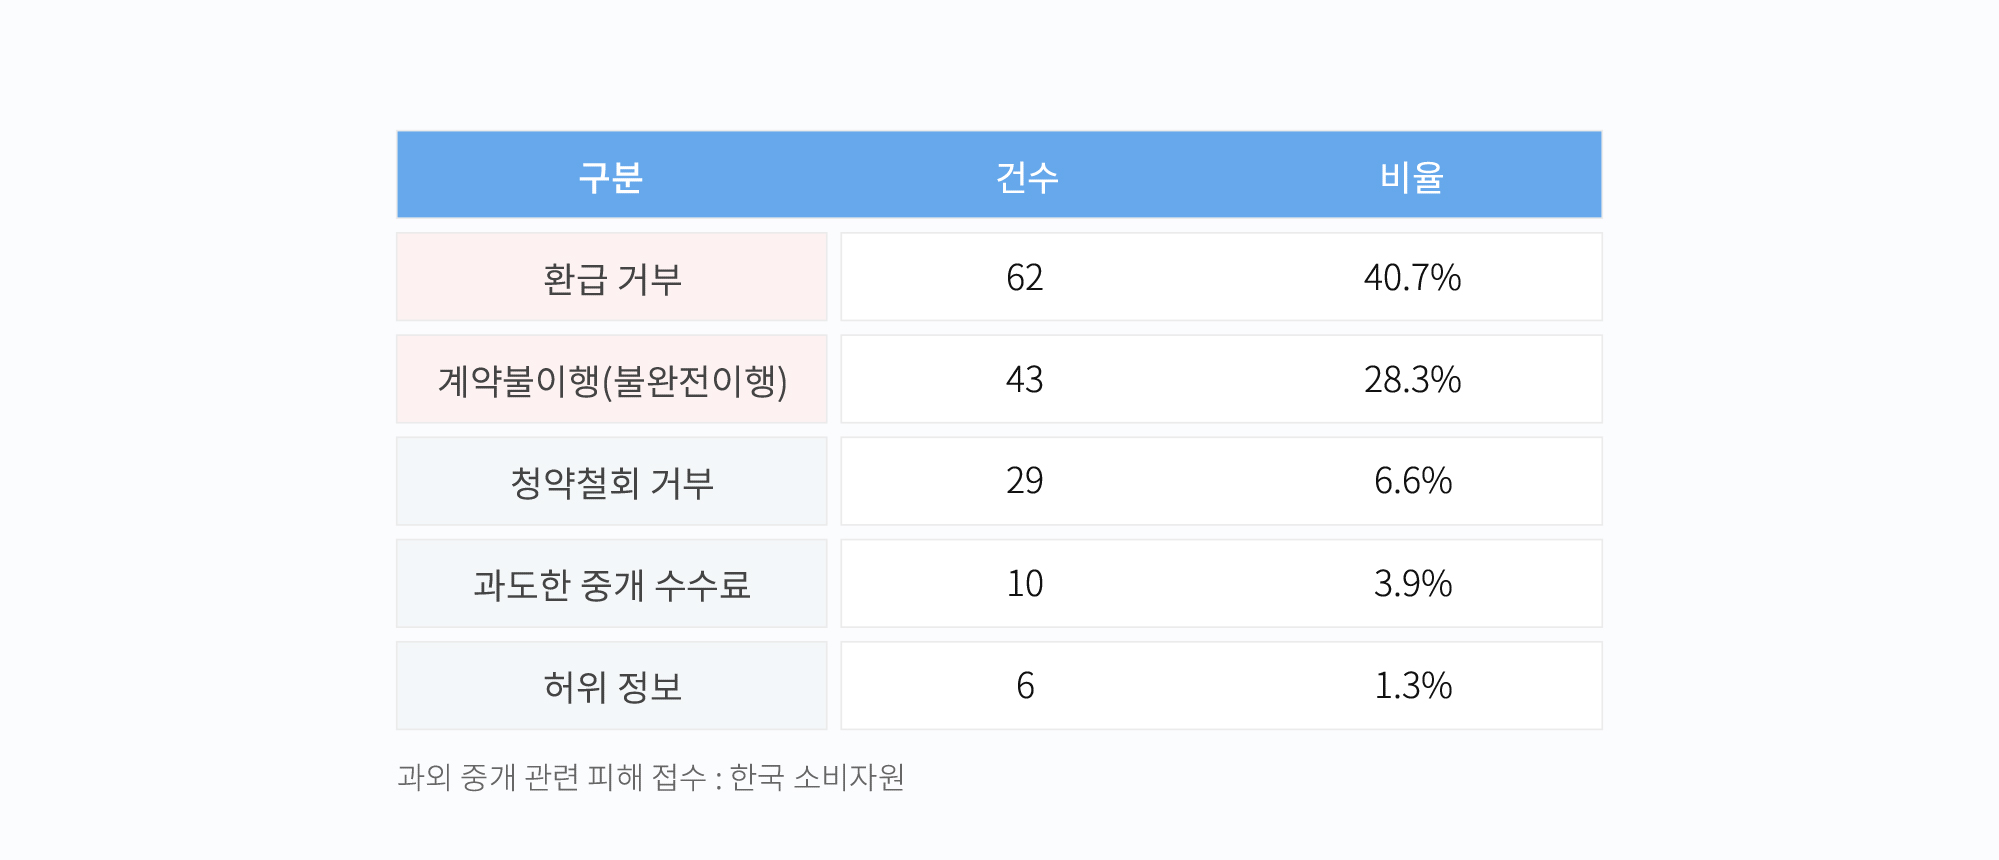 구분 건수 비율
환급 거부 62 40.7%
계약불이행(불완전이행) 43 28.3%
청약철회 거부 29 6.6%
과도한 중개 수수료 10 3.9%
허위 정보 6 1.3%
과외 중개 관련 피해 접수 : 한국 소비자원